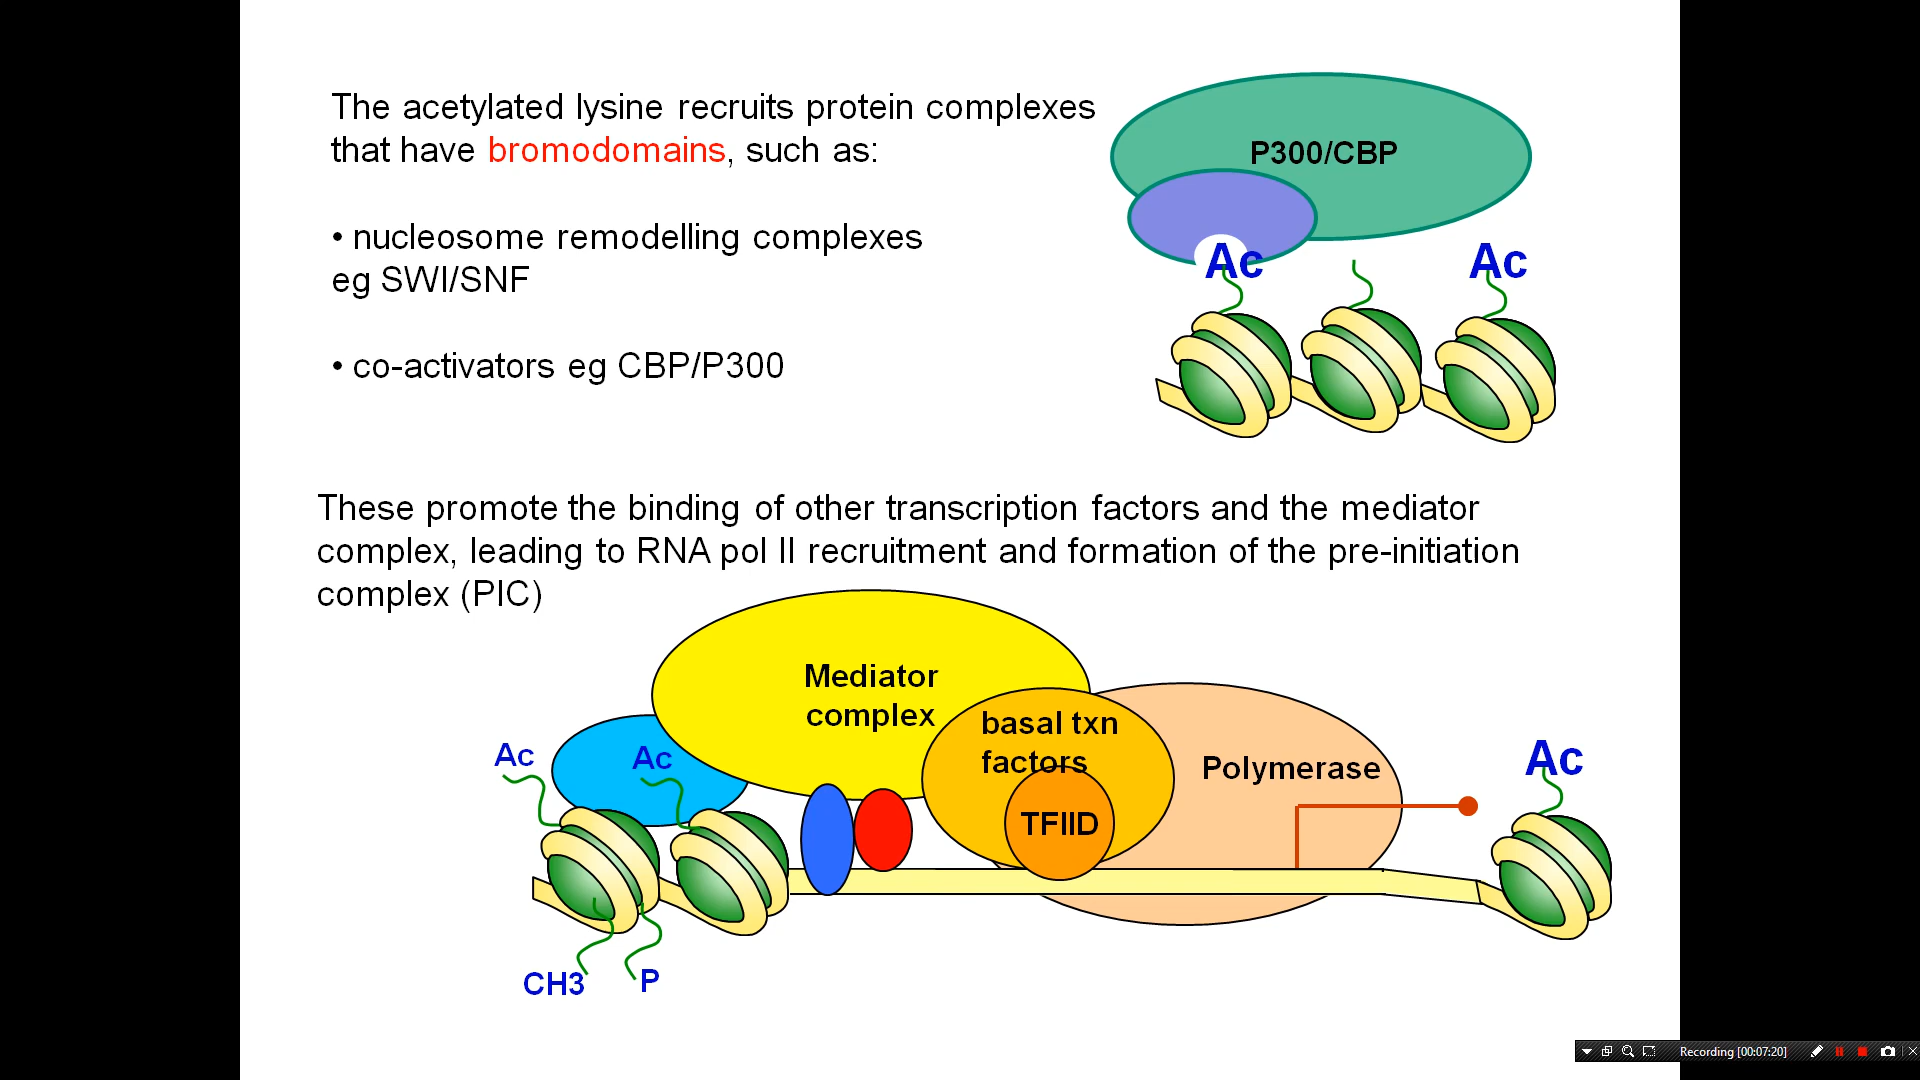 The acetylated lysine recruits protein complexes
that have bromodomains, such as:
• nucleosome remodelling complexes
eg SWI/SNF
• co-activators eg CBP/P300
P300/CBP
Ac
Ac
These promote the binding of other transcription factors and the mediator
complex, leading to RNA pol II recruitment and formation of the pre-initiation
complex (PIC)
Mediator
complex
basal txn
factors
TFIID
Polymerase
Ac
Ac
Ac
CH3
P
Recording [00:07:20]